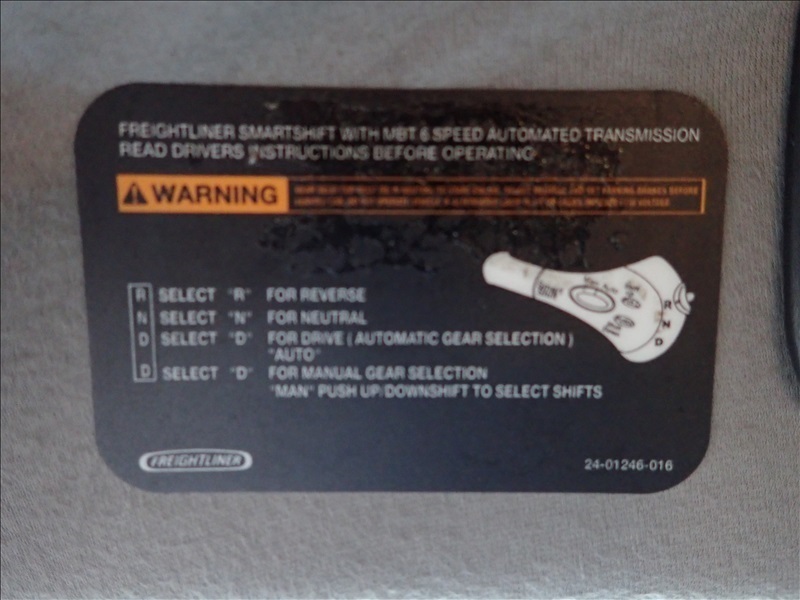 FREIGHTLINER SMARTSHIFT WITH MBT 6 SPEED AUTOMATED TRANSMISSION
READ DRIVERS INSTRUCTIONS BEFORE OPERATING
WARNING
R SELECT "R" FOR REVERSE
N SELECT "N" FOR NEUTRAL
D SELECT "D" FOR DRIVE ( AUTOMATIC GEAR SELECTION )
"AUTO"
D SELECT "D" FOR MANUAL GEAR SELECTION
"MAN" PUSH UP/DOWNSHIFT TO SELECT SHIFTS
R
N
D
FREIGHTLINER
24-01246-016